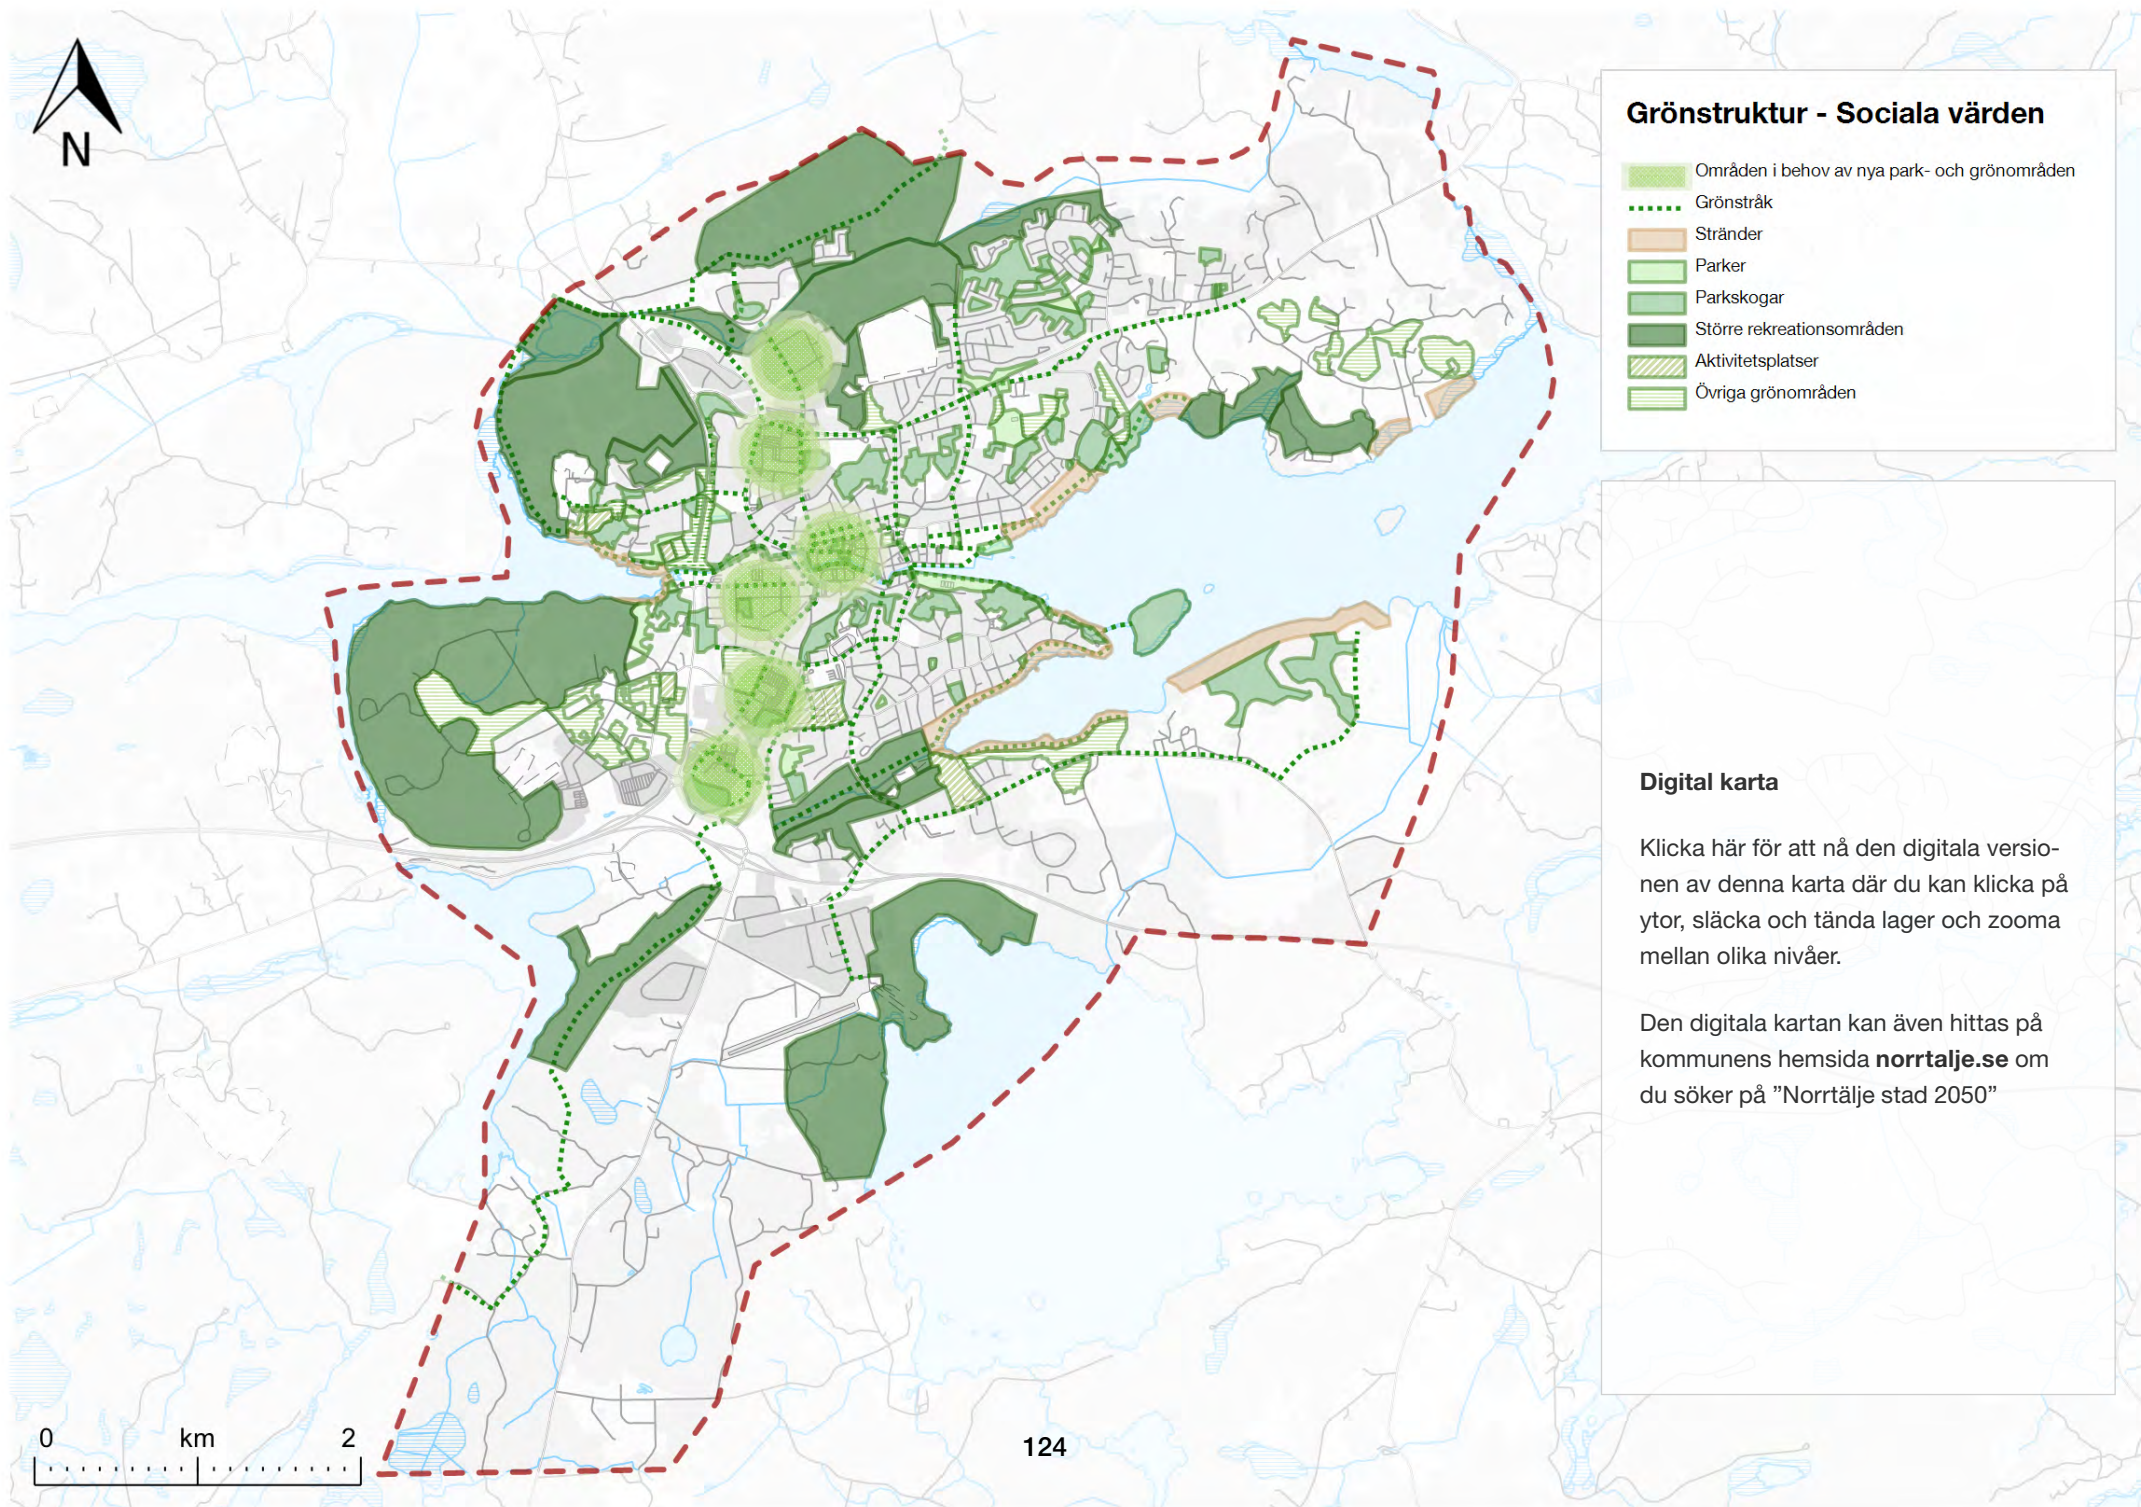 N
Grönstruktur - Sociala värden
Områden i behov av nya park- och grönområden
Grönstråk
Stränder
Parker
Parkskogar
Större rekreationsområden
Aktivitetsplatser
Övriga grönområden
Digital karta
Klicka här för att nå den digitala versio-
nen av denna karta där du kan klicka på
ytor, släcka och tända lager och zooma
mellan olika nivåer.
Den digitala kartan kan även hittas på
kommunens hemsida norrtalje.se om
du söker på ”Norrtälje stad 2050”
0 km 2
124